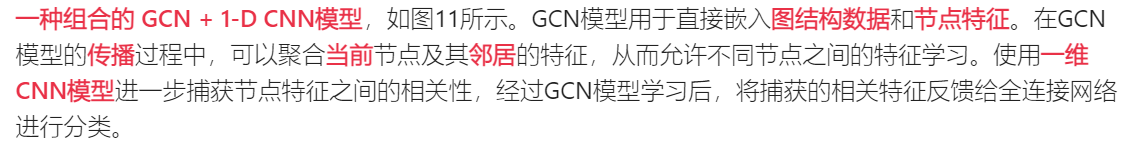 一种组合的 GCN + 1-D CNN模型，如图11所示。GCN模型用于直接嵌入图结构数据和节点特征。在GCN
模型的传播过程中，可以聚合当前节点及其邻居的特征，从而允许不同节点之间的特征学习。使用一维
CNN模型进一步捕获节点特征之间的相关性，经过GCN模型学习后，将捕获的相关特征反馈给全连接网络
进行分类。